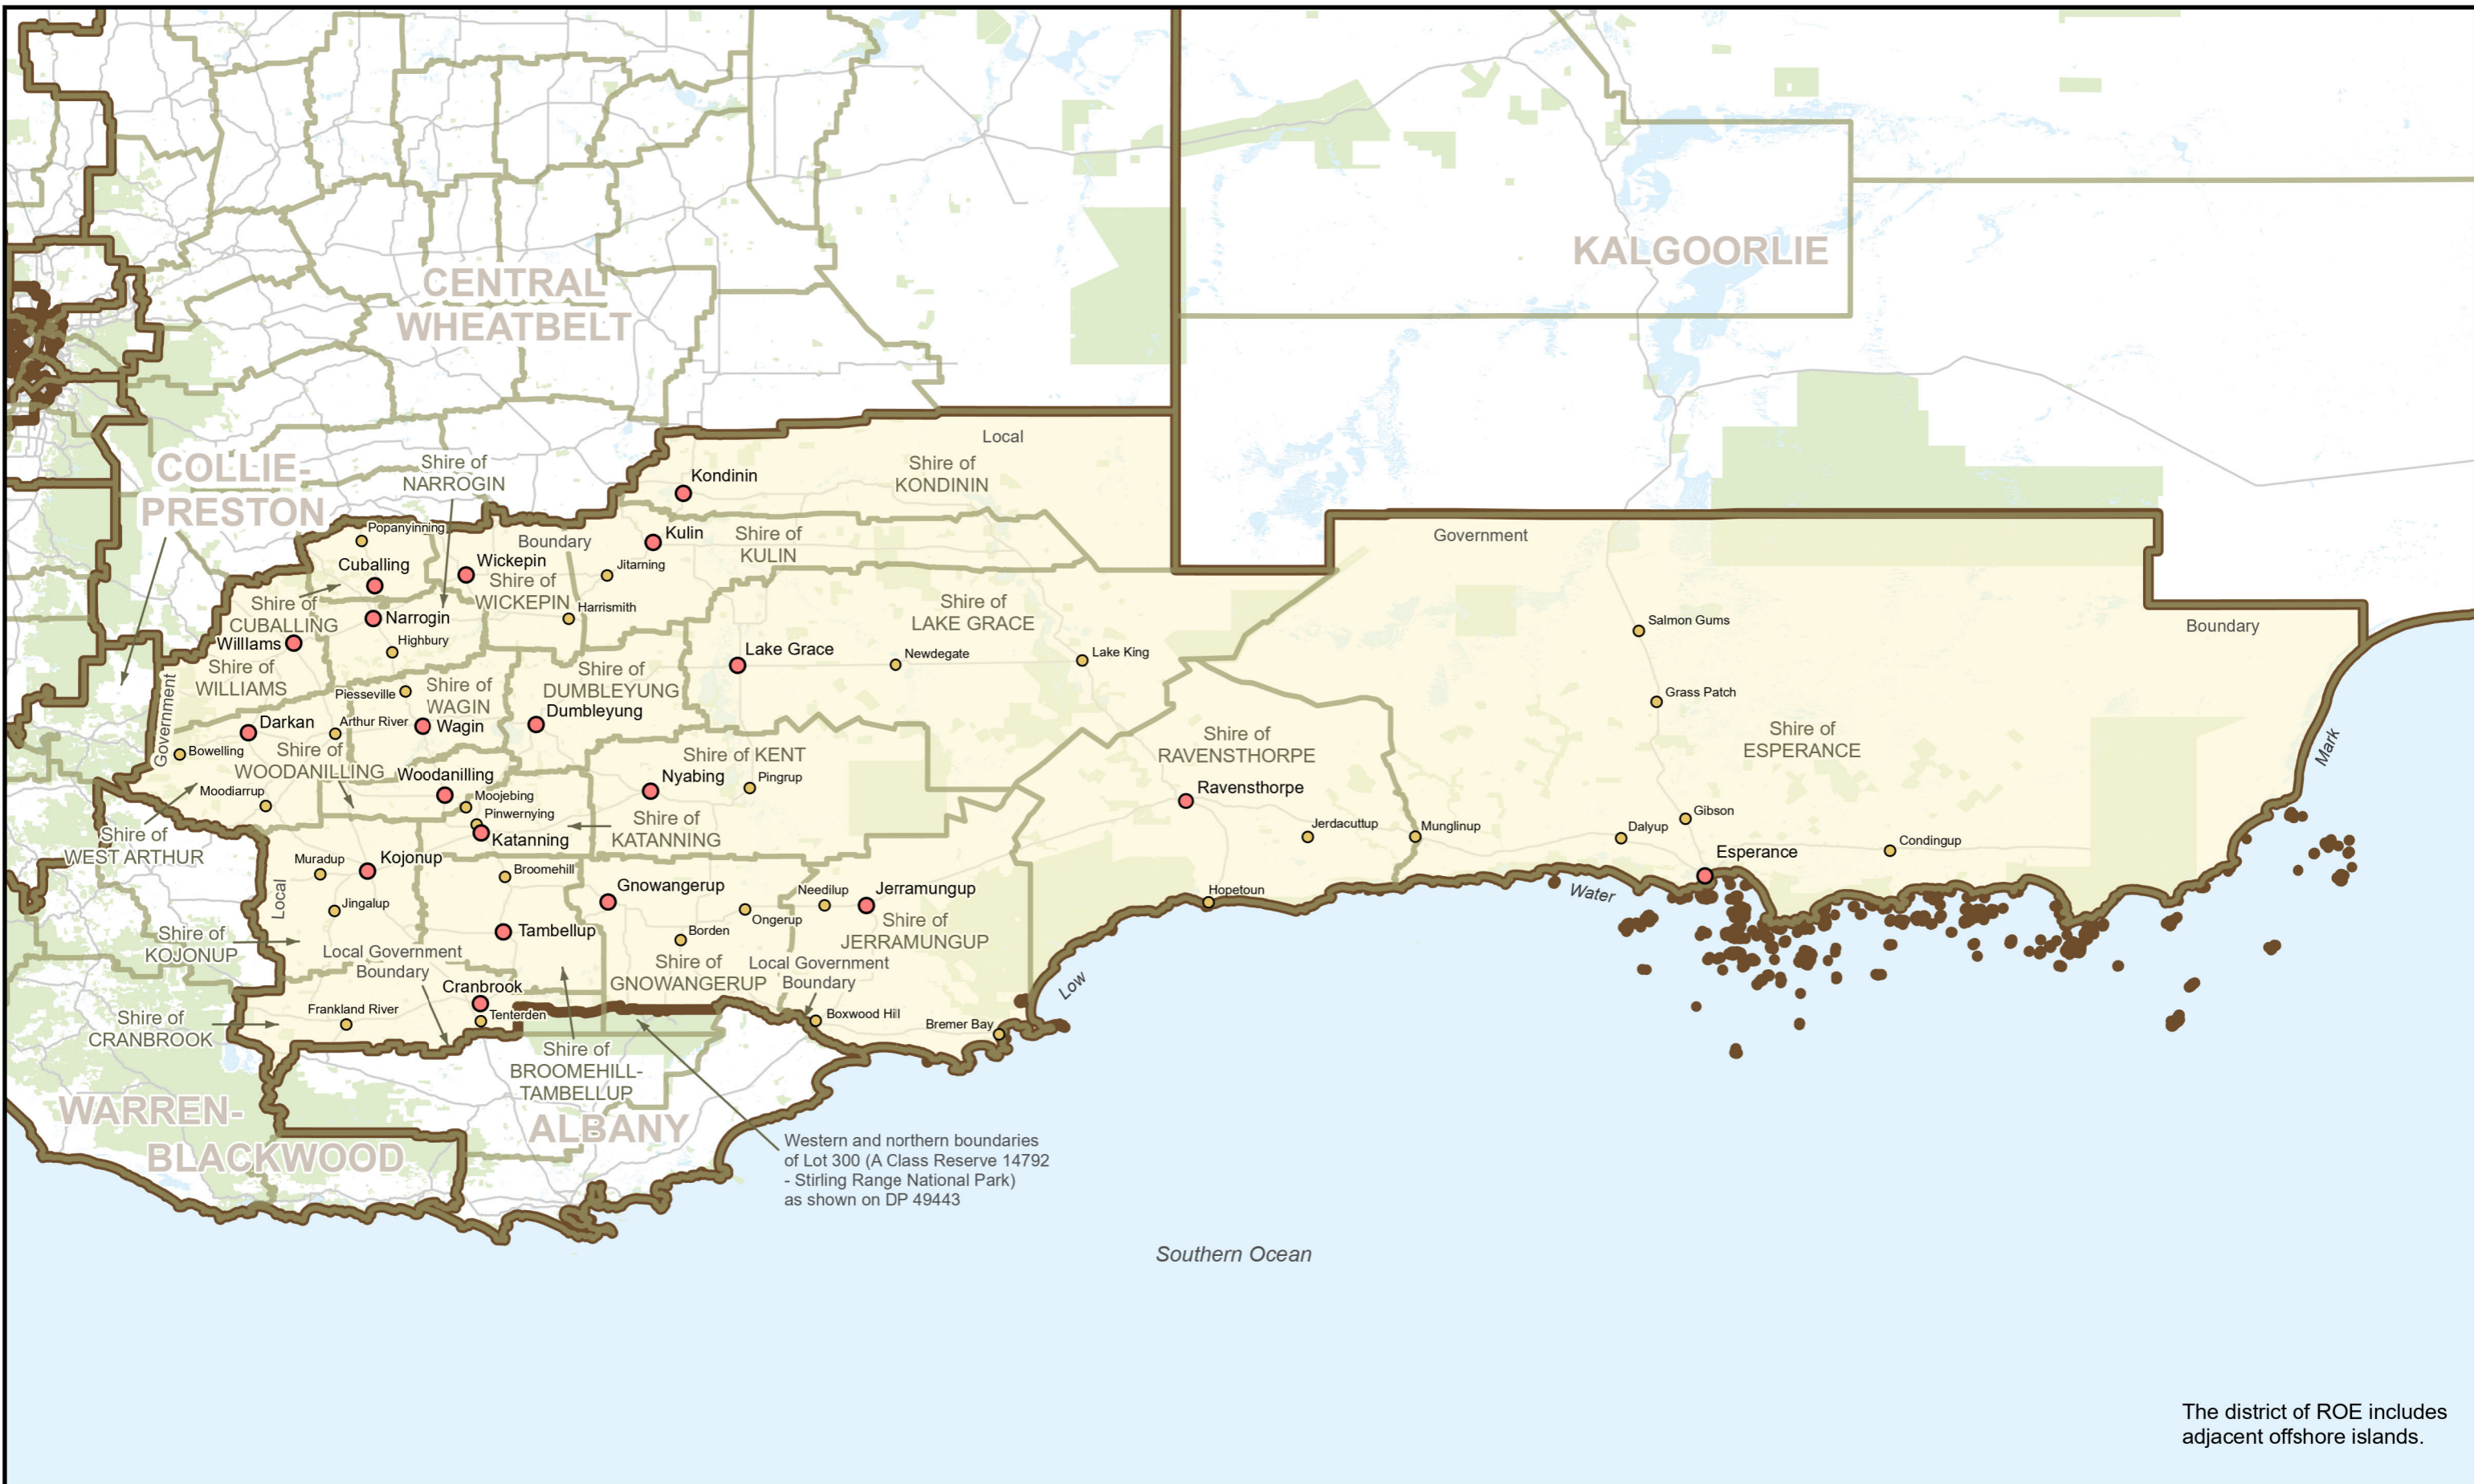 KALGOORLIE
CENTRAL
WHEATBELT
Local
COLLIE-
PRESTON
Shire of
NARROGIN
Shire of
KONDININ
Kondinin
Popanyinning
Boundary
Kulin
Shire of
KULIN
Government
Cuballing
Wickepin
Jitarning
Shire of
WICKEPIN
Shire of
CUBALLING
Harrismith
Shire of
LAKE GRACE
Narrogin
Salmon Gums
Boundary
Williams
Highbury
Lake Grace
Newdegate
Lake King
Shire of
WILLIAMS
Shire of
DUMBLEYUNG
Piesseville
Shire of
WAGIN
Grass Patch
Government
Darkan
Arthur River
Wagin
Dumbleyung
Shire of
RAVENSTHORPE
Shire of
ESPERANCE
Mark
Bowelling
Shire of
WOODANILLING
Shire of KENT
Woodanilling
Nyabing
Pingrup
Moodiarrup
Moojebing
Ravensthorpe
Pinwernying
Gibson
Shire of
WEST ARTHUR
Katanning
Shire of
KATANNING
Jerdacuttup
Munglinup
Dalyup
Condingup
Muradup
Kojonup
Esperance
Broomehill
Local
Gnowangerup
Needilup
Jerramungup
Hopetoun
Water
Jingalup
Ongerup
Shire of
JERRAMUNGUP
Shire of
KOJONUP
Tambellup
Borden
Local Government
Boundary
Shire of
GNOWANGERUP
Local Government
Boundary
Low
Cranbrook
Frankland River
Tenterden
Boxwood Hill
Bremer Bay
Shire of
CRANBROOK
Shire of
BROOMEHILL-
TAMBELLUP
WARREN-
BLACKWOOD
ALBANY
Western and northern boundaries
of Lot 300 (A Class Reserve 14792
- Stirling Range National Park)
as shown on DP 49443
Southern Ocean
The district of ROE includes
adjacent offshore islands.